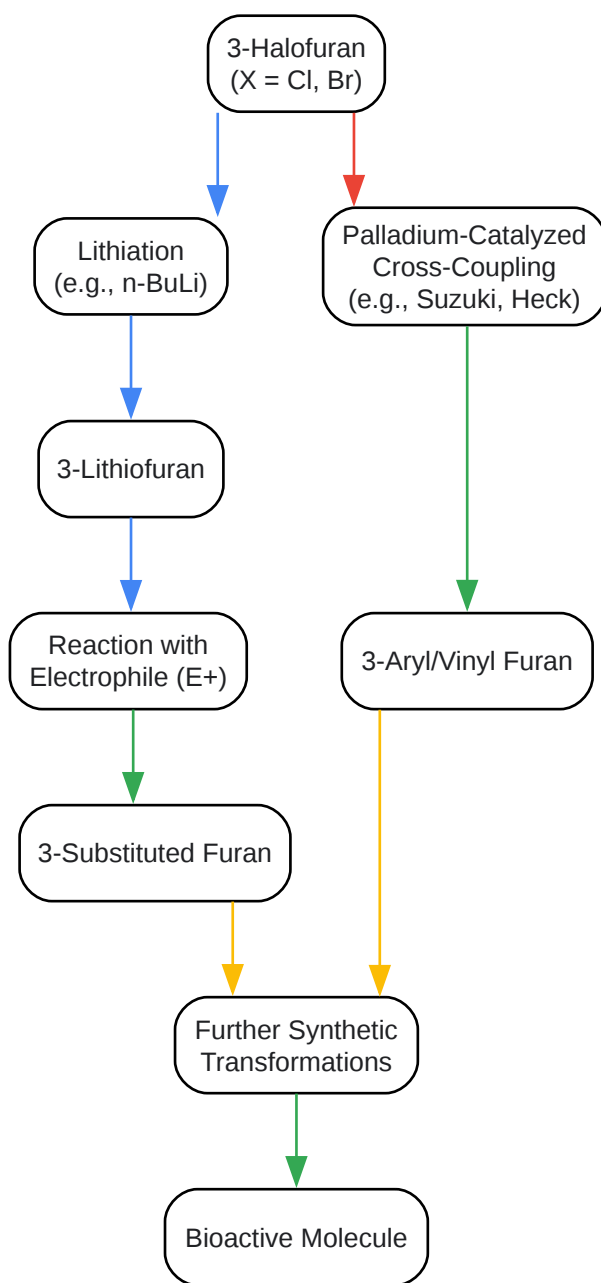 3-Halofuran
(X = Cl, Br)
Lithiation
(e.g., n-BuLi)
Palladium-Catalyzed
Cross-Coupling
(e.g., Suzuki, Heck)
3-Lithiofuran
Reaction with
Electrophile (E+)
3-Aryl/Vinyl Furan
3-Substituted Furan
Further Synthetic
Transformations
Bioactive Molecule